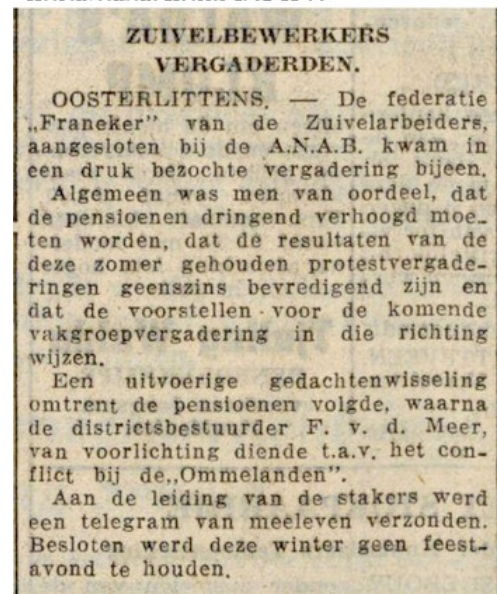 ZUIVELBEWERKERS
VERGADERDEN.
OOSTERLITTENS. — De federatie
„Franeker” van de Zuivelarbeiders,
aangesloten bij de A.N.A.B. kwam in
een druk bezochte vergadering bijeen.
Algemeen was men van oordeel, dat
de pensioenen dringend verhoogd moe-
ten worden, dat de resultaten van de
deze zomer gehouden protestvergade-
ringen geenszins bevredigend zijn en
dat de voorstellen voor de komende
vakgroepvergadering in die richting
wijzen.
Een uitvoerige gedachtenwisseling
omtrent de pensioenen volgde, waarna
de districtsbestuurder F. v. d. Meer,
van voorlichting diende t.a.v. het con-
flict bij de„Ommelanden”.
Aan de leiding van de stakers werd
een telegram van meeleven verzonden.
Besloten werd deze winter geen feest-
avond te houden.